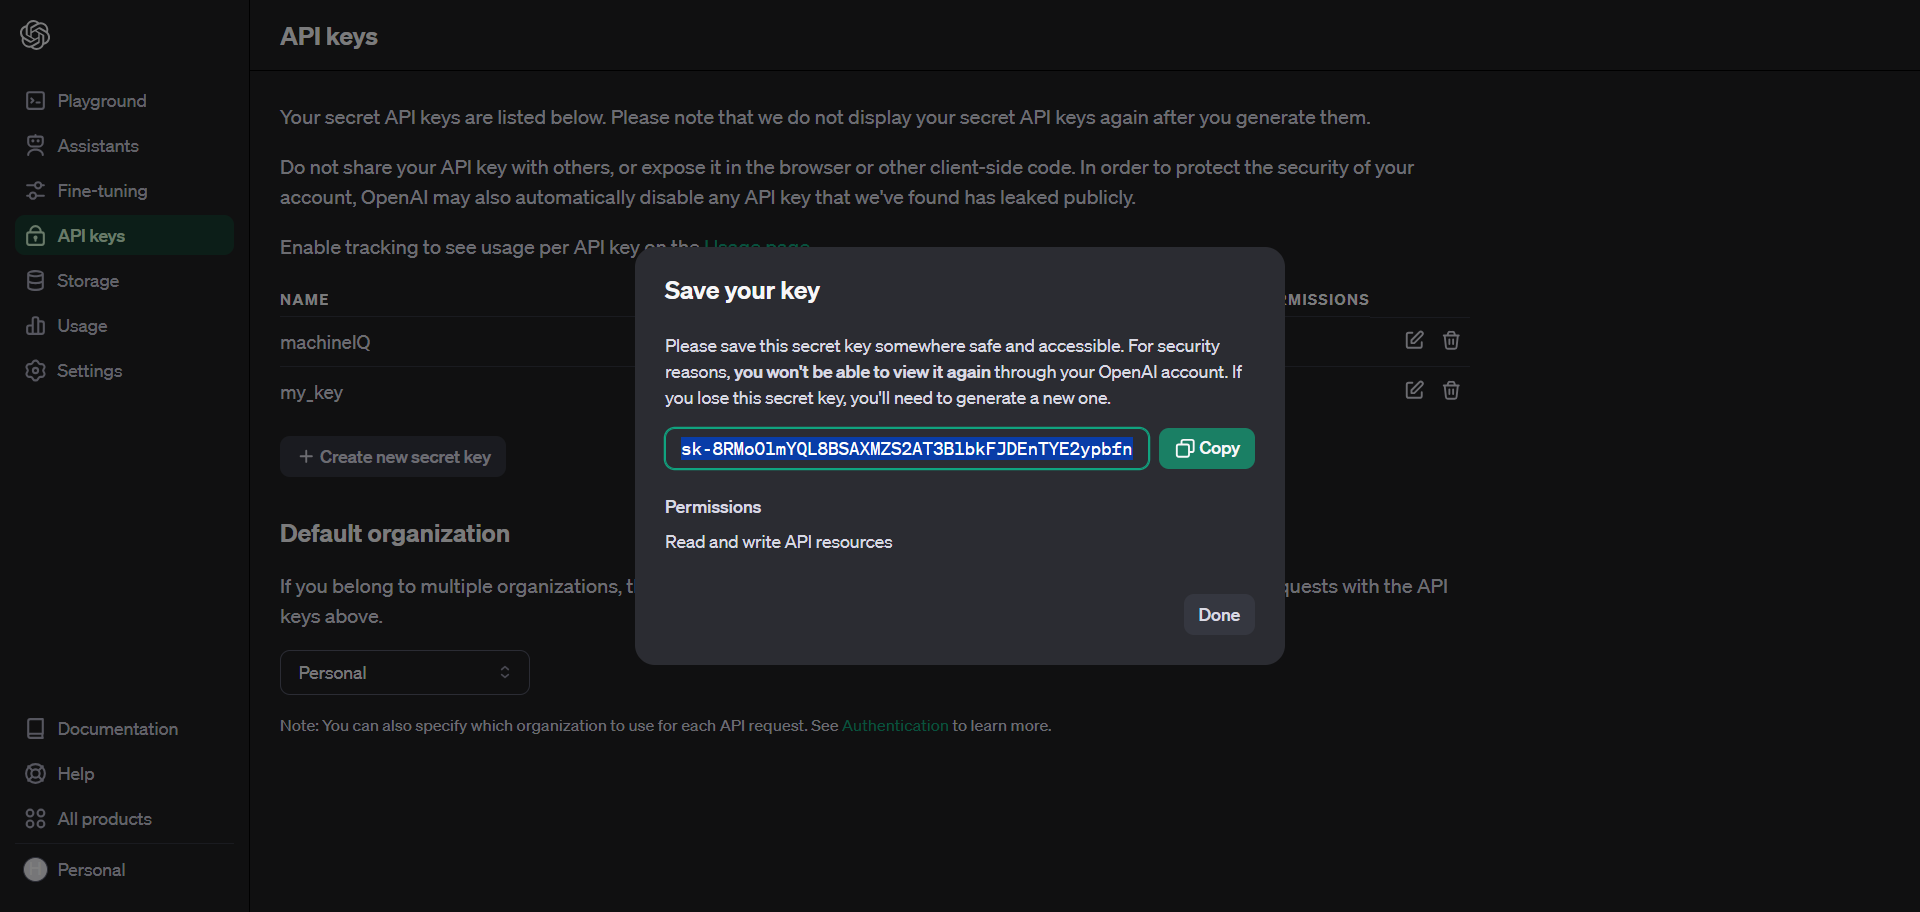 API keys
Playground
Assistants
Fine-tuning
API keys
Storage
Usage
Settings
Documentation
Help
All products
Personal
Your secret API keys are listed below. Please note that we do not display your secret API keys again after you generate them.
Do not share your API key with others, or expose it in the browser or other client-side code. In order to protect the security of your
account, OpenAI may also automatically disable any API key that we've found has leaked publicly.
Enable tracking to see usage per API key on the Usage page
NAME
MISSIONS
machineIQ
my_key
+ Create new secret key
Default organization
If you belong to multiple organizations, t
quests with the API
keys above.
Personal
Note: You can also specify which organization to use for each API request. See Authentication to learn more.
Save your key
Please save this secret key somewhere safe and accessible. For security
reasons, you won't be able to view it again through your OpenAI account. If
you lose this secret key, you'll need to generate a new one.
Copy
Permissions
Read and write API resources
Done